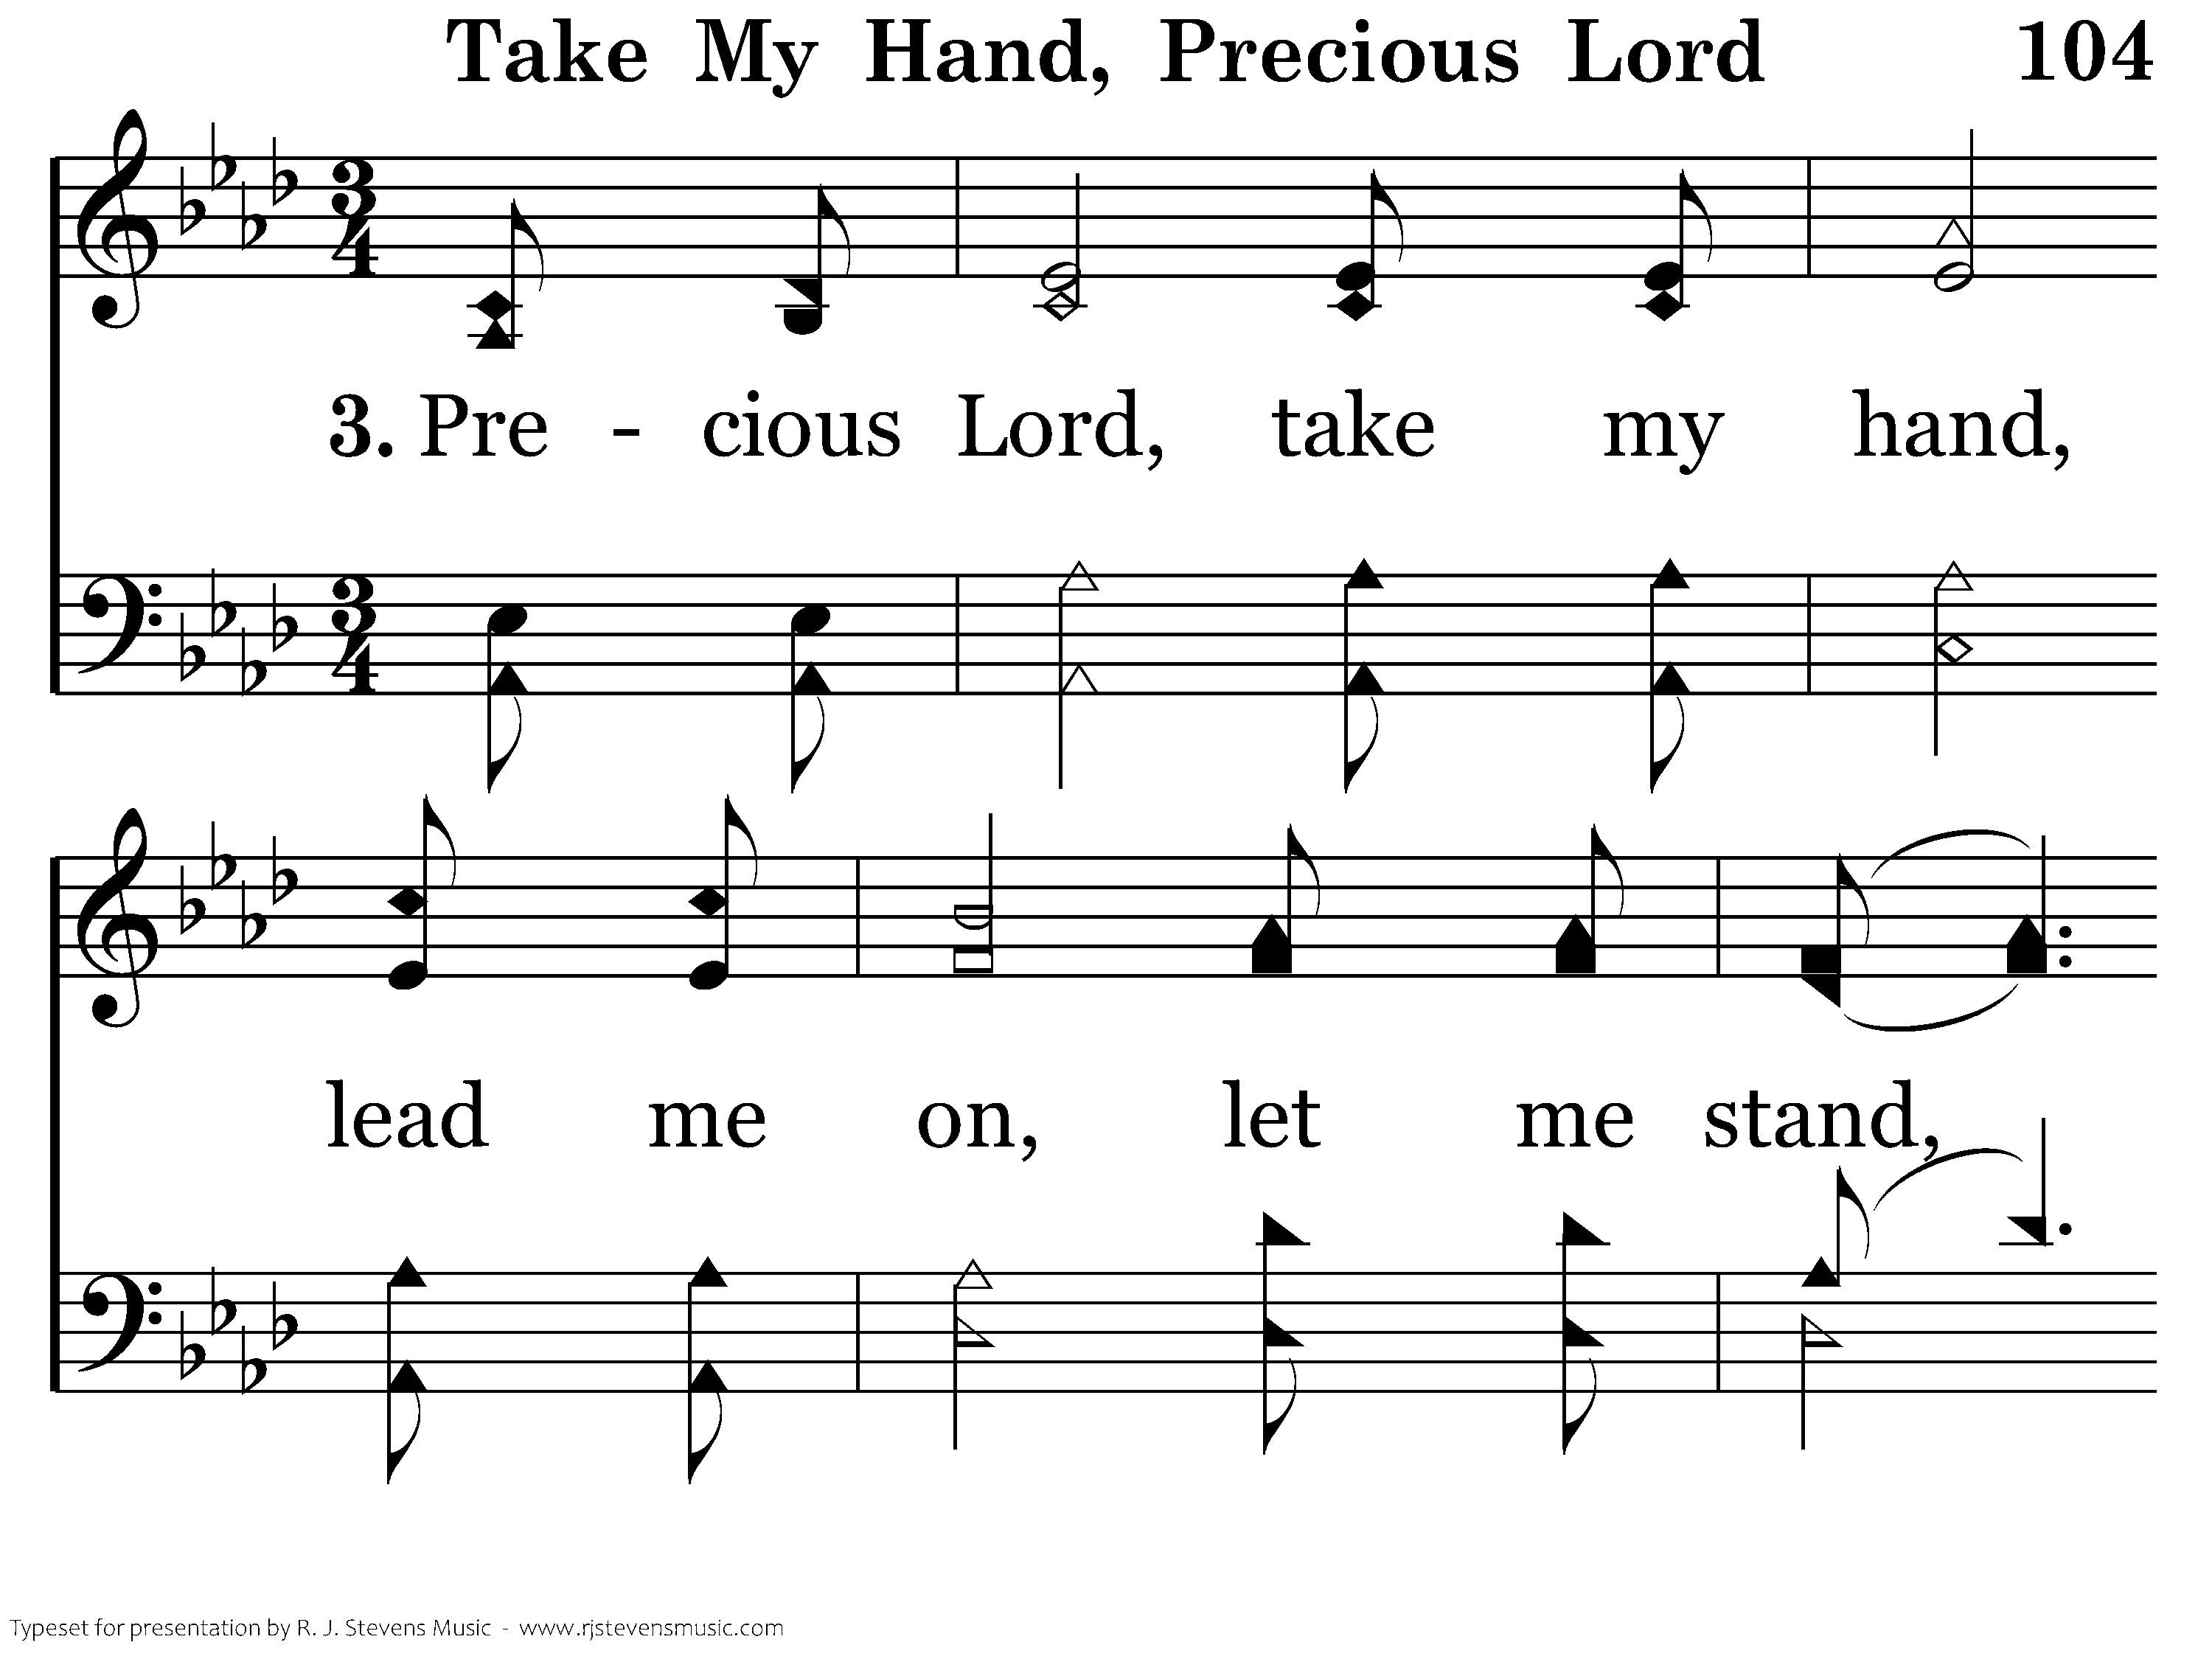 Take My Hand, Precious Lord 104
3. Pre - cious Lord, take my hand,
lead me on, let me stand,
Typeset for presentation by R. J. Stevens Music - www.rjstevensmusic.com